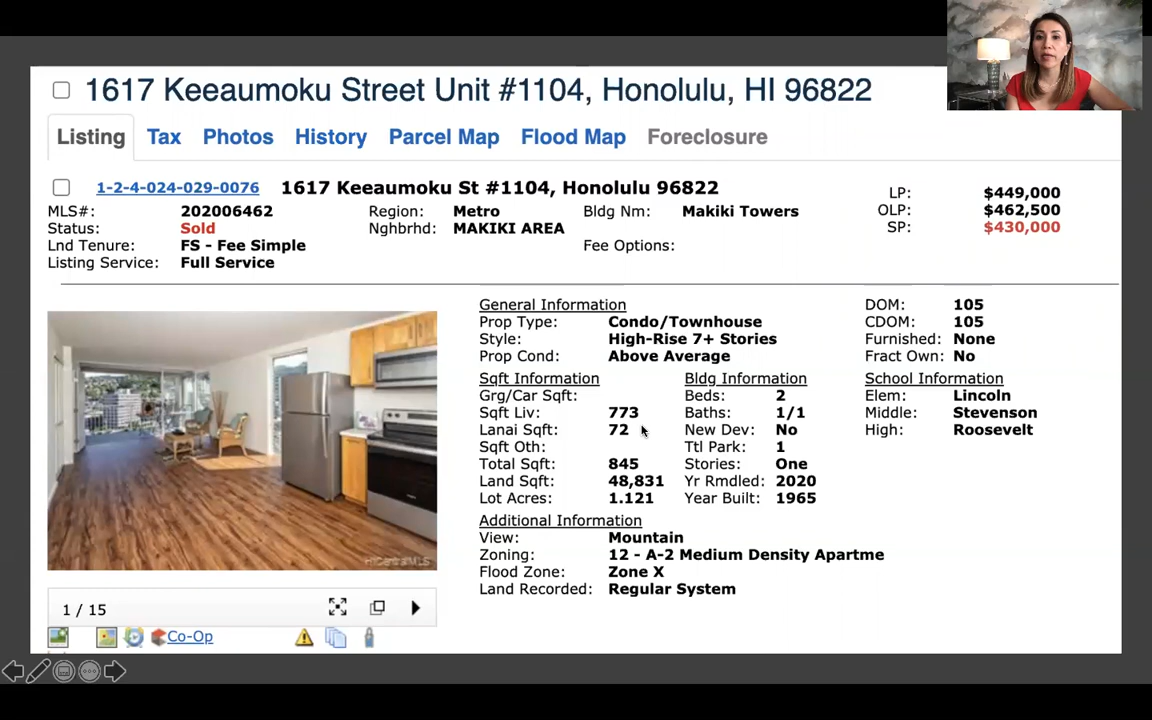 1617 Keeaumoku Street Unit #1104, Honolulu, HI 96822
Listing Tax Photos History Parcel Map Flood Map Foreclosure
1-2-4-024-029-0076 1617 Keeaumoku St #1104, Honolulu 96822 LP: $449,000
MLS#: 202006462 Region: Metro Bldg Nm: Makiki Towers OLP: $462,500
Status: Sold Nghbrhd: MAKIKI AREA SP: $430,000
Lnd Tenure: FS - Fee Simple Fee Options:
Listing Service: Full Service
General Information DOM: 105
Prop Type: Condo/Townhouse CDOM: 105
Style: High-Rise 7+ Stories Furnished: None
Prop Cond: Above Average Fract Own: No
Sqft Information Bldg Information School Information
Grg/Car Sqft: Beds: 2 Elem: Lincoln
Sqft Liv: 773 Baths: 1/1 Middle: Stevenson
Lanai Sqft: 72 New Dev: No High: Roosevelt
Sqft Oth: Ttl Park: 1
Total Sqft: 845 Stories: One
Land Sqft: 48,831 Yr Rmdled: 2020
Lot Acres: 1.121 Year Built: 1965
Additional Information
View: Mountain
Zoning: 12 - A-2 Medium Density Apartme
Flood Zone: Zone X
Land Recorded: Regular System
1 / 15
Co-Op